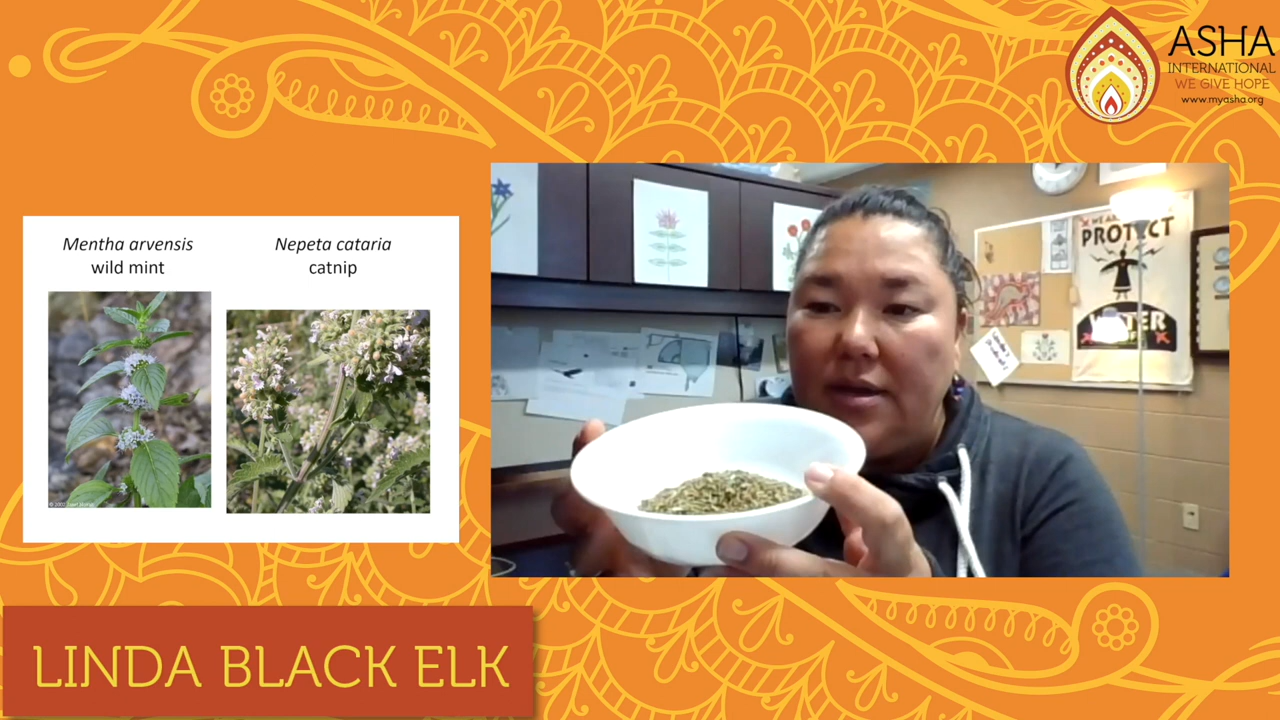 ASHA
INTERNATIONAL
WE GIVE HOPE
www.myasha.org
Mentha arvensis
wild mint
Nepeta cataria
catnip
PROTECT
LINDA BLACK ELK